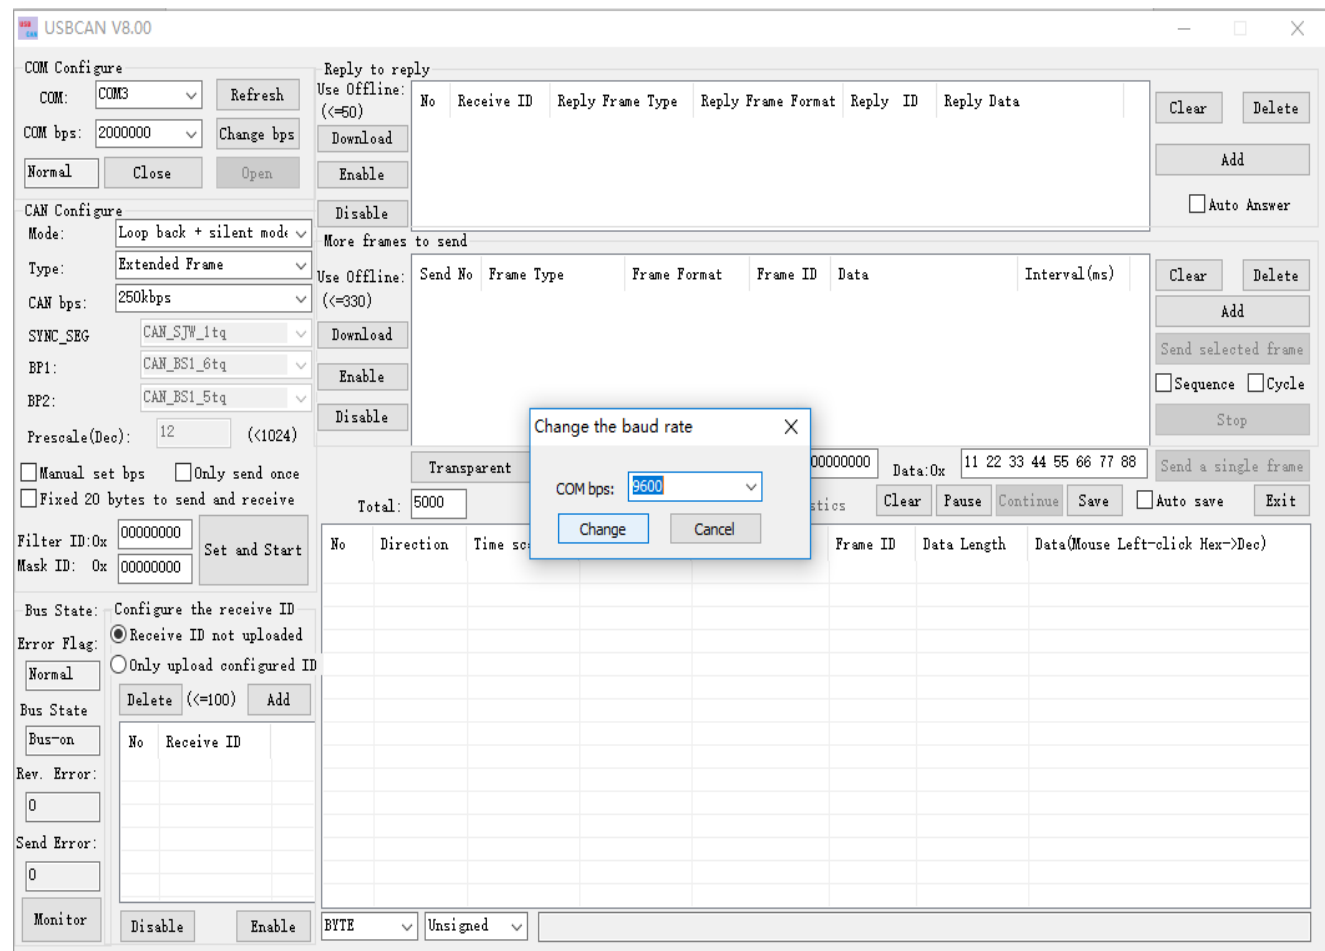 USB CAN USBCAN V8.00
COM Configure
COM: COM3 Refresh
COM bps: 2000000 Change bps
Normal Close Open
CAN Configure
Mode: Loop back + silent mode
Type: Extended Frame
CAN bps: 250kbps
SYNC_SEG CAN_SJW_1tq
BP1: CAN_BS1_6tq
BP2: CAN_BS1_5tq
Prescale(Dec): 12 (<1024)
Manual set bps Only send once
Fixed 20 bytes to send and receive
Filter ID:0x 00000000
Mask ID: 0x 00000000
Set and Start
Reply to reply
Use Offline:
(<=50)
Download
Enable
Disable
No Receive ID Reply Frame Type Reply Frame Format Reply ID Reply Data
Clear Delete
Add
Auto Answer
More frames to send
Use Offline:
(<=330)
Download
Enable
Disable
Send No Frame Type Frame Format Frame ID Data Interval(ms)
Clear Delete
Add
Send selected frame
Sequence Cycle
Stop
Transparent 00000000 Data:0x 11 22 33 44 55 66 77 88 Send a single frame
Total: 5000 Clear Pause Continue Save Auto save Exit
Change the baud rate
COM bps: 9600
Change Cancel
No Direction Time Frame ID Data Length Data(Mouse Left-click Hex->Dec)
Bus State:
Error Flag:
Normal
Bus State
Bus-on
Rev. Error:
0
Send Error:
0
Monitor
Configure the receive ID
Receive ID not uploaded
Only upload configured ID
Delete (<=100) Add
No Receive ID
Disable Enable
BYTE Unsigned